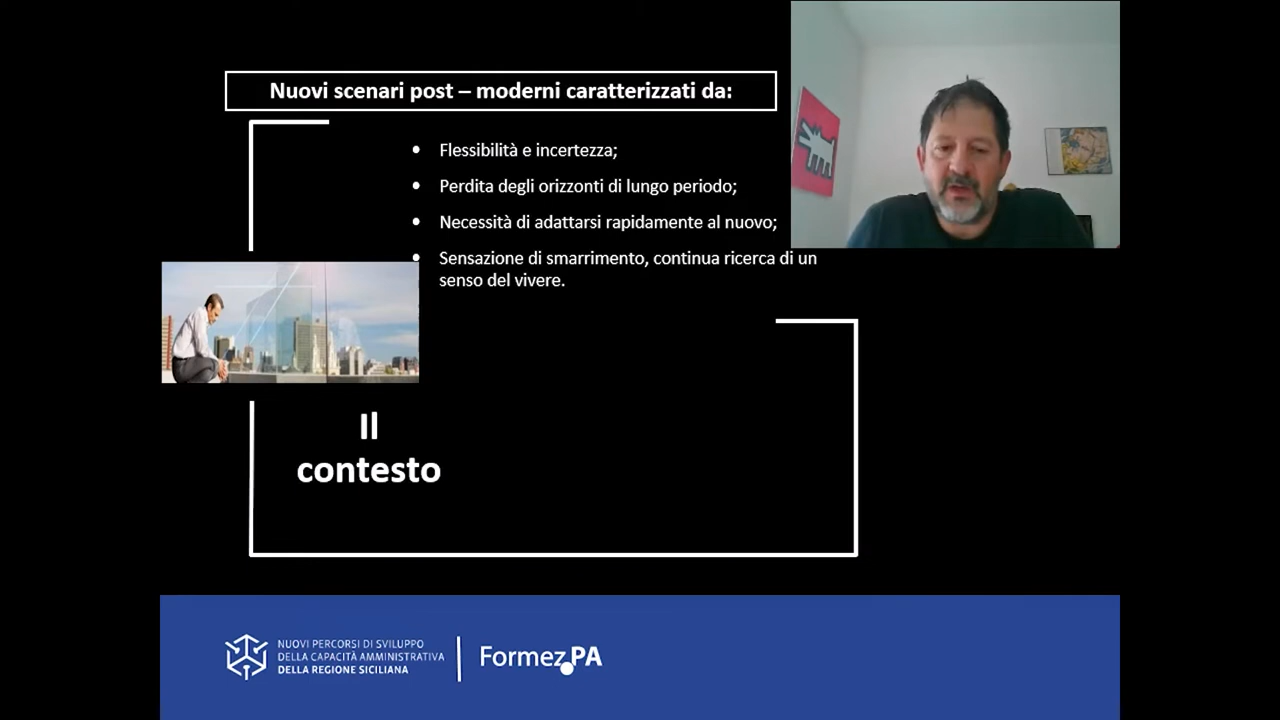 Nuovi scenari post – moderni caratterizzati da:
• Flessibilità e incertezza;
• Perdita degli orizzonti di lungo periodo;
• Necessità di adattarsi rapidamente al nuovo;
• Sensazione di smarrimento, continua ricerca di un
senso del vivere.
Il
contesto
NUOVI PERCORSI DI SVILUPPO
DELLA CAPACITÀ AMMINISTRATIVA
DELLA REGIONE SICILIANA
Formez PA